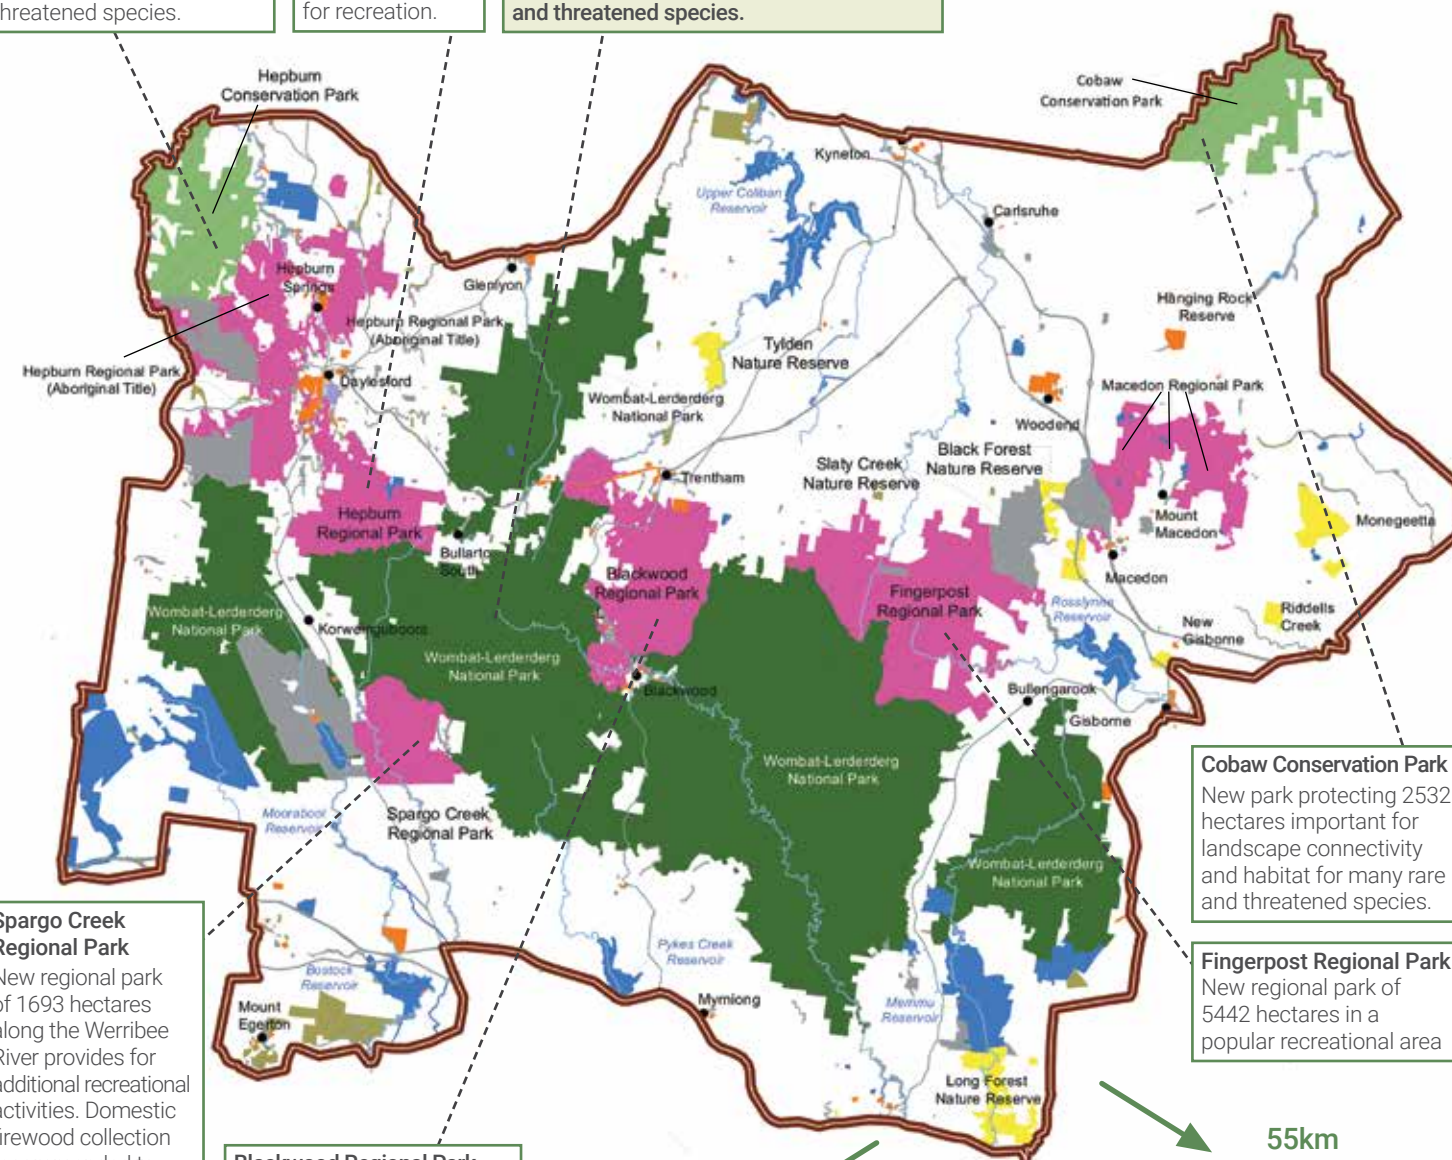 threatened species.
for recreation.
and threatened species.
Hepburn
Conservation Park
Cobaw
Conservation Park
Kyneton
Upper Coliban
Reservoir
Carlsruhe
Hepburn
Springs
Glenlyon
Hanging Rock
Reserve
Hepburn Regional Park
(Aboriginal Title)
Tylden
Nature Reserve
Hepburn Regional Park
(Aboriginal Title)
Daylesford
Macedon Regional Park
Wombat-Lerderderg
National Park
Woodend
Black Forest
Nature Reserve
Slaty Creek
Nature Reserve
Trentham
Hepburn
Regional Park
Mount
Macedon
Monegeetta
Bullarto
South
Blackwood
Regional Park
Macedon
Fingerpost
Regional Park
Rosslynne
Reservoir
Wombat-Lerderderg
National Park
Korweinguboora
Riddells
Creek
New
Gisborne
Wombat-Lerderderg
National Park
Blackwood
Bullengarook
Gisborne
Wombat-Lerderderg
National Park
Cobaw Conservation Park
New park protecting 2532
hectares important for
landscape connectivity
and habitat for many rare
and threatened species.
Moorabool
Reservoir
Spargo Creek
Regional Park
Wombat-Lerderderg
National Park
Spargo Creek
Regional Park
New regional park
of 1693 hectares
along the Werribee
River provides for
additional recreational
activities. Domestic
firewood collection
Pykes Creek
Reservoir
Bostock
Reservoir
Fingerpost Regional Park
New regional park of
5442 hectares in a
popular recreational area
Mount
Egerton
Myrniong
Merrimu
Reservoir
Long Forest
Nature Reserve
55km
Blackwood Regional Park